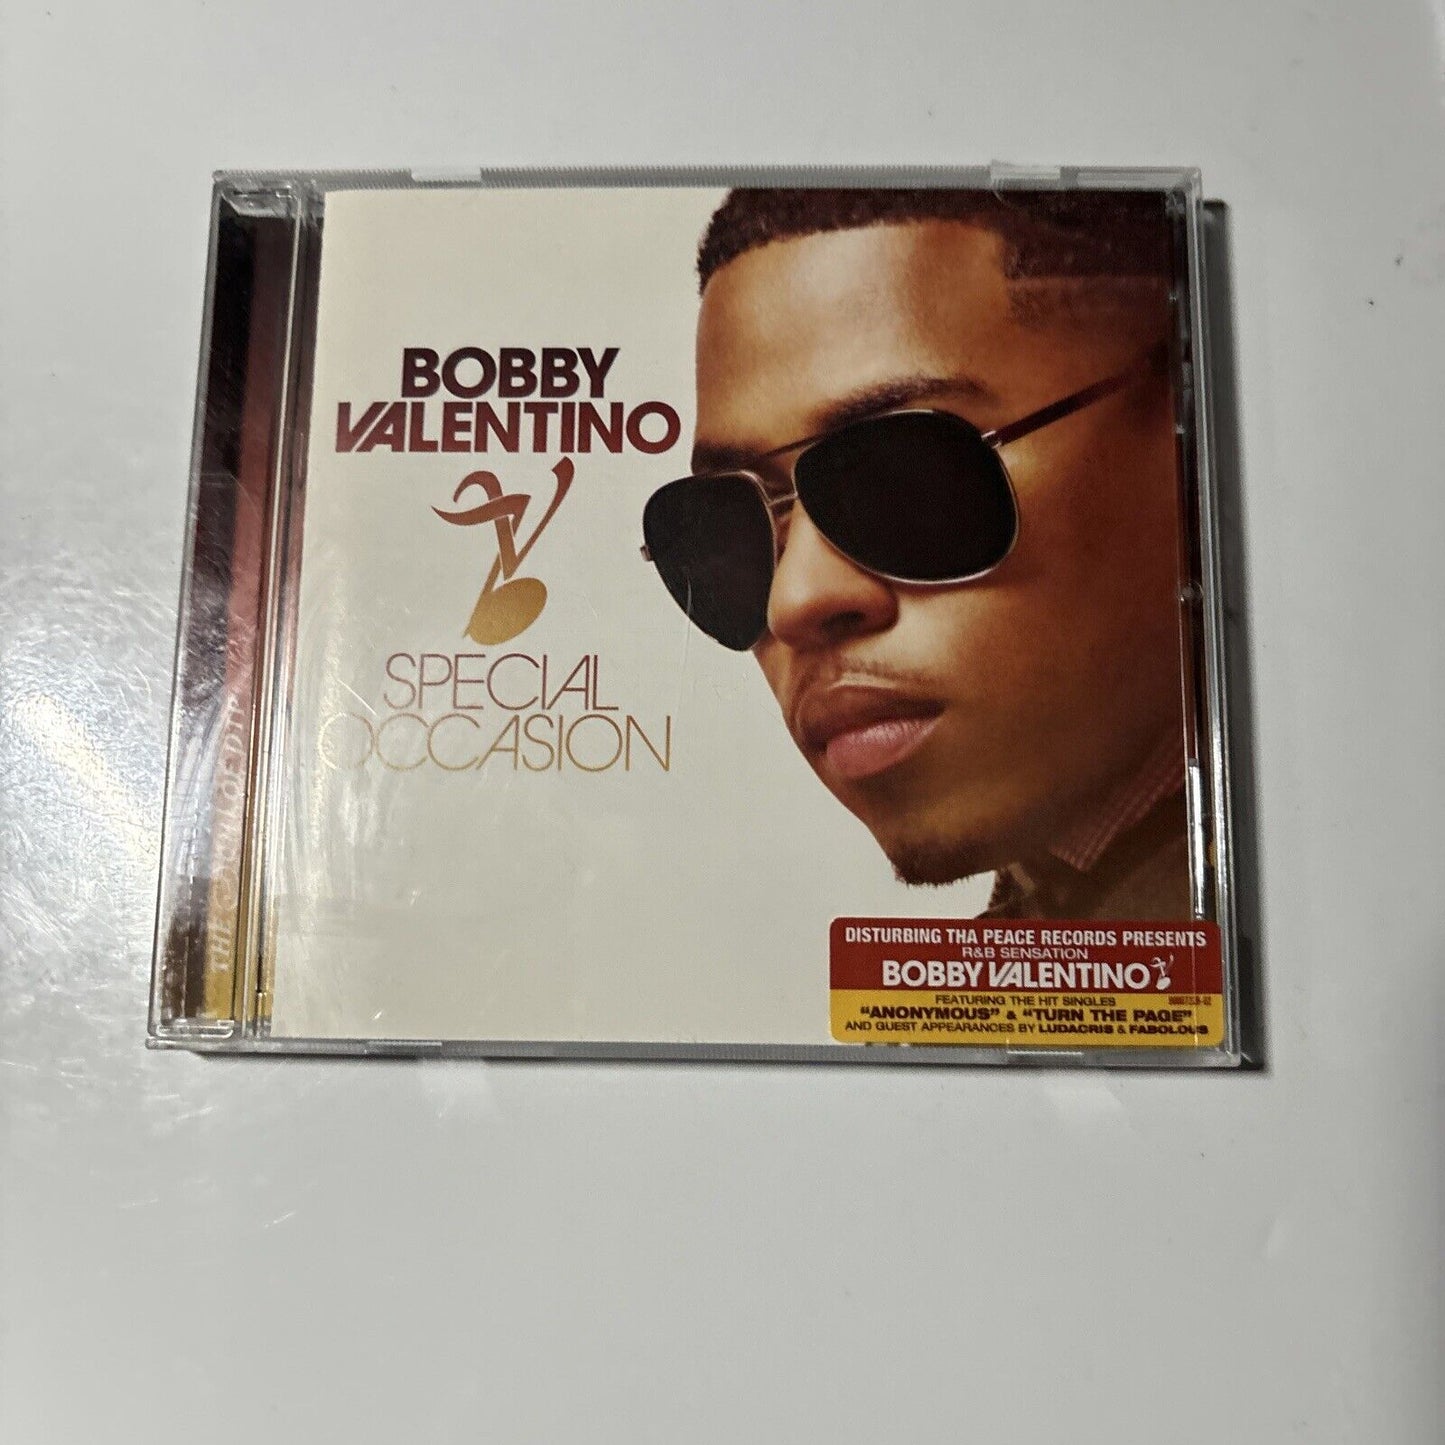 BOBBY
VALENTINO
SPECIAL
OCCASION
DISTURBING THA PEACE RECORDS PRESENTS
R&B SENSATION
BOBBY VALENTINO
FEATURING THE HIT SINGLES
"ANONYMOUS" & "TURN THE PAGE"
AND GUEST APPEARANCES BY LUDACRIS & FABOLOUS